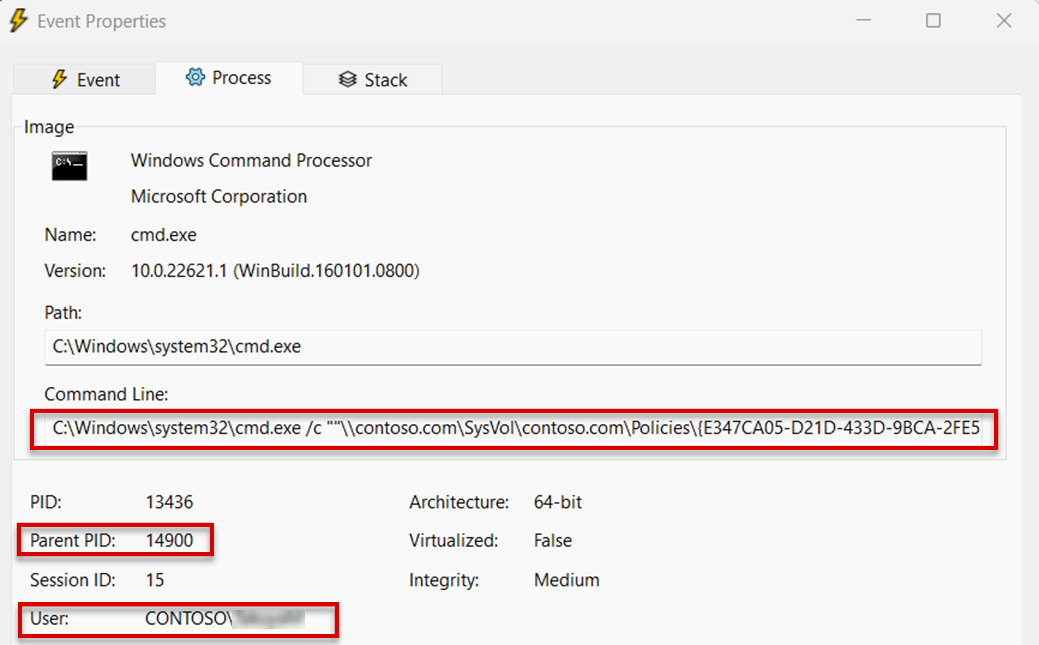 Event Properties
Event Process Stack
Image
C:\
Windows Command Processor
Microsoft Corporation
Name: cmd.exe
Version: 10.0.22621.1 (WinBuild.160101.0800)
Path:
C:\Windows\system32\cmd.exe
Command Line:
C:\Windows\system32\cmd.exe /c ""\\contoso.com\SysVol\contoso.com\Policies\{E347CA05-D21D-433D-9BCA-2FE5
PID: 13436 Architecture: 64-bit
Parent PID: 14900 Virtualized: False
Session ID: 15 Integrity: Medium
User: CONTOSO\